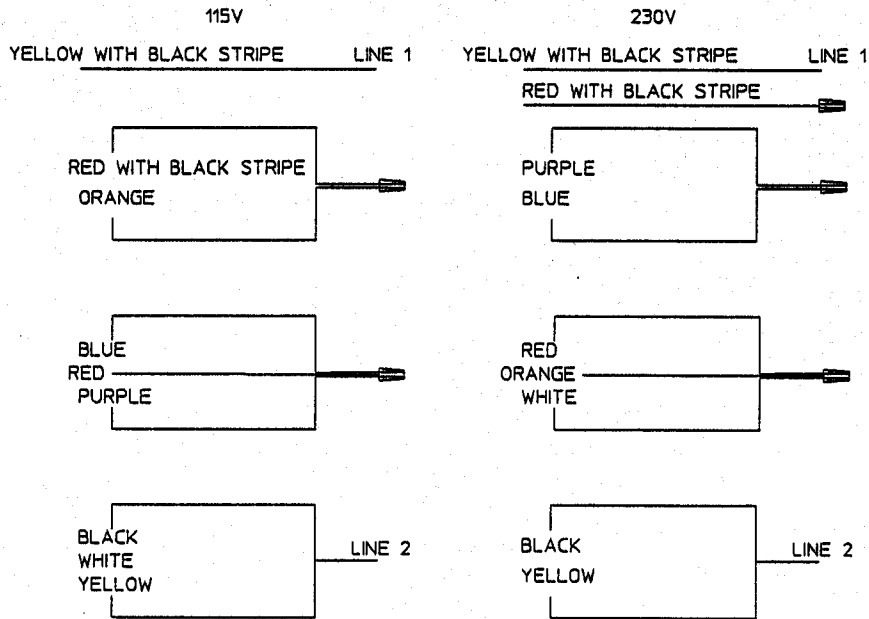 115V
YELLOW WITH BLACK STRIPE LINE 1
RED WITH BLACK STRIPE
ORANGE
BLUE
RED
PURPLE
BLACK
WHITE
YELLOW
LINE 2
230V
YELLOW WITH BLACK STRIPE LINE 1
RED WITH BLACK STRIPE
PURPLE
BLUE
RED
ORANGE
WHITE
BLACK
YELLOW
LINE 2